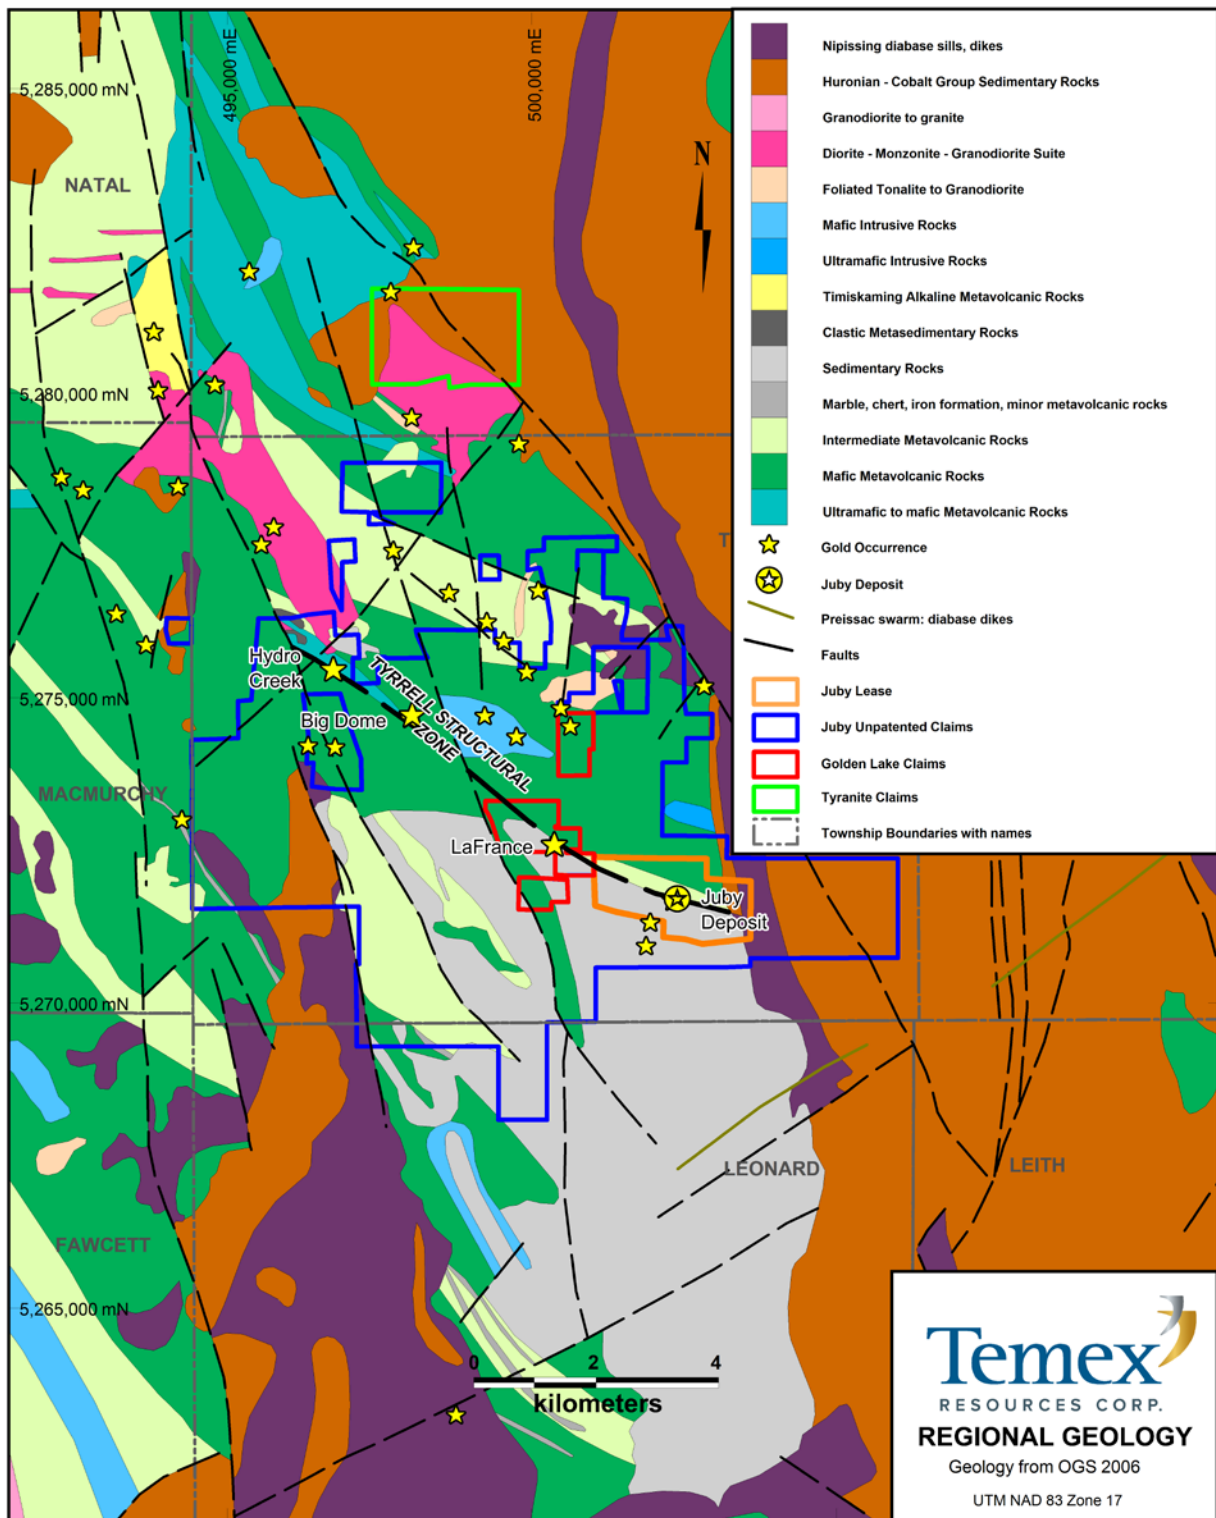 495,000 mE
500,000 mE
5,285,000 mN
5,280,000 mN
5,275,000 mN
5,270,000 mN
5,265,000 mN
N
NATAL
T
MACMURCHY
FAWCETT
LEONARD
LEITH
Hydro
Creek
Big Dome
TYRRELL STRUCTURAL
ZONE
LaFrance
Juby
Deposit
Nipissing diabase sills, dikes
Huronian - Cobalt Group Sedimentary Rocks
Granodiorite to granite
Diorite - Monzonite - Granodiorite Suite
Foliated Tonalite to Granodiorite
Mafic Intrusive Rocks
Ultramafic Intrusive Rocks
Timiskaming Alkaline Metavolcanic Rocks
Clastic Metasedimentary Rocks
Sedimentary Rocks
Marble, chert, iron formation, minor metavolcanic rocks
Intermediate Metavolcanic Rocks
Mafic Metavolcanic Rocks
Ultramafic to mafic Metavolcanic Rocks
Gold Occurrence
Juby Deposit
Preissac swarm: diabase dikes
Faults
Juby Lease
Juby Unpatented Claims
Golden Lake Claims
Tyranite Claims
Township Boundaries with names
0 2 4
kilometers
Temex
RESOURCES CORP.
REGIONAL GEOLOGY
Geology from OGS 2006
UTM NAD 83 Zone 17